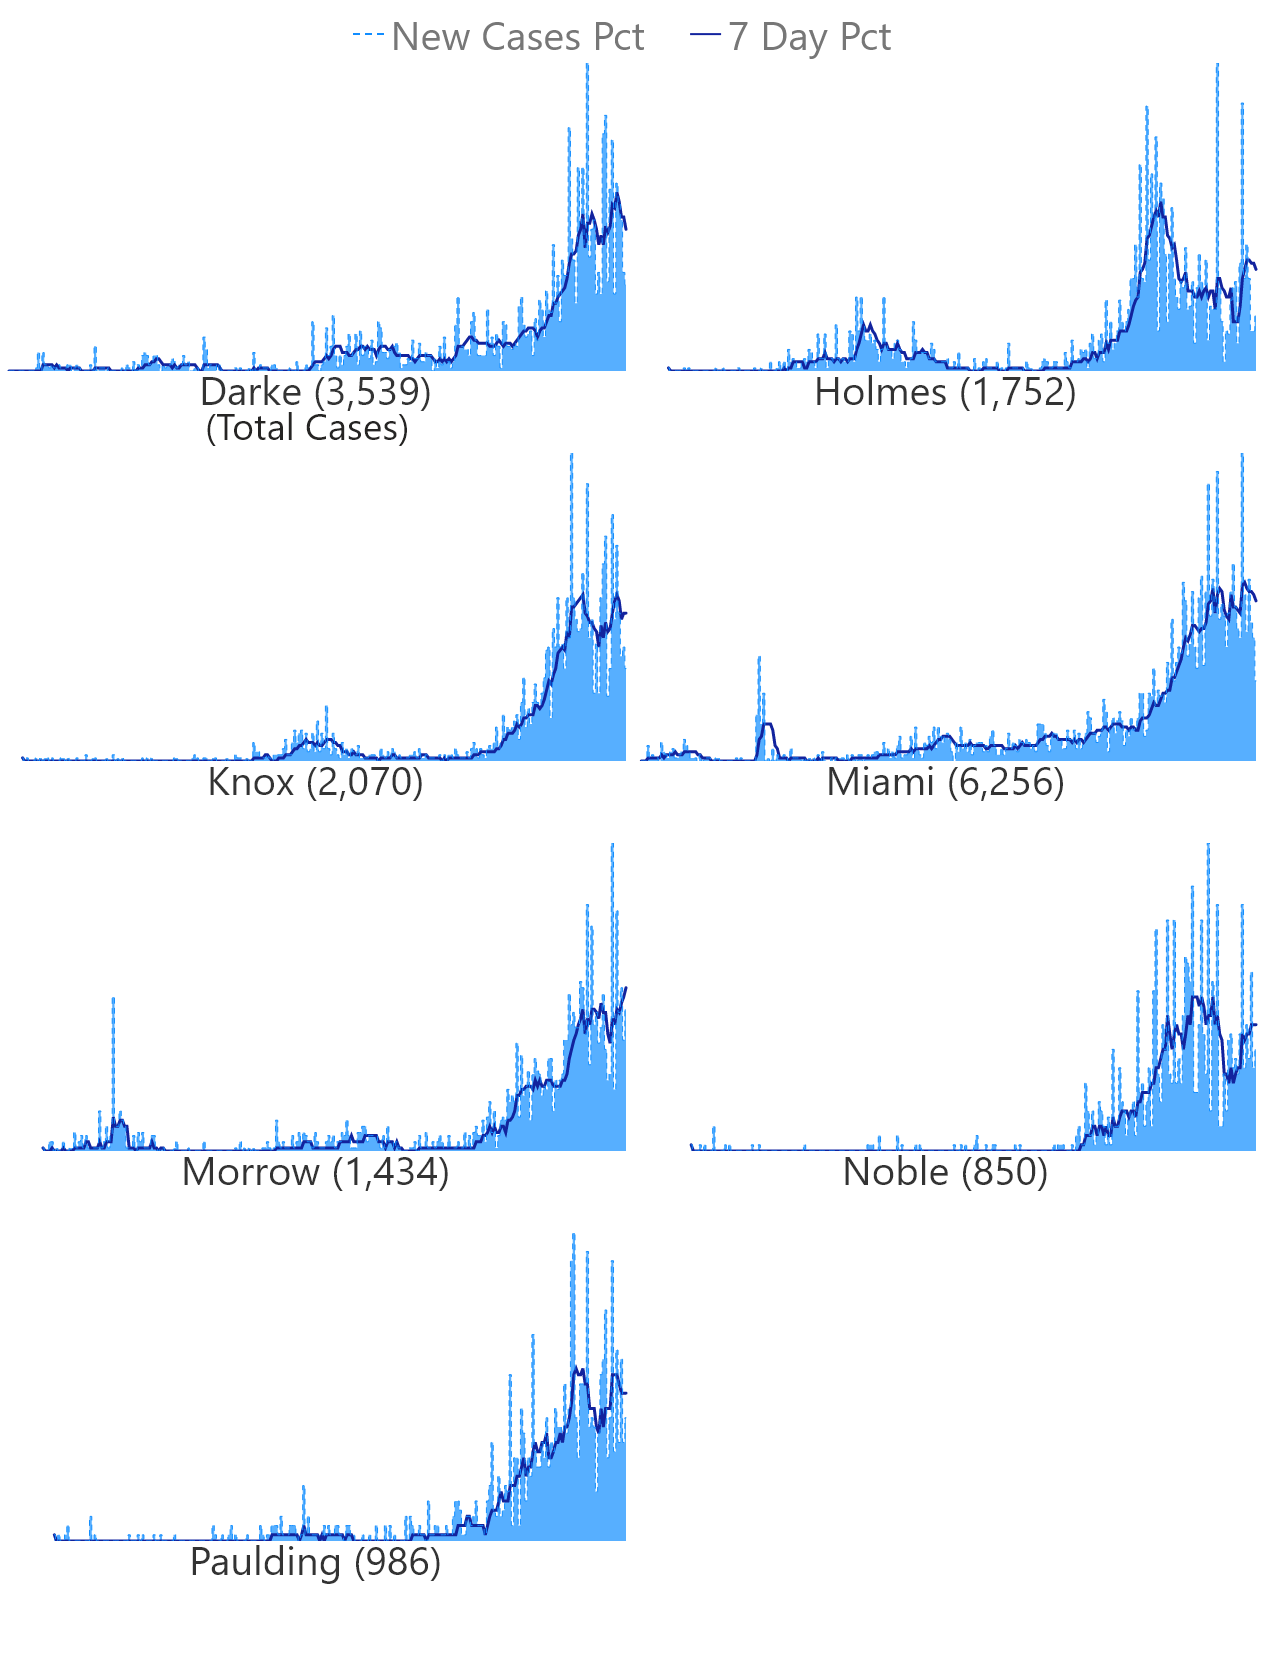 New Cases Pct 7 Day Pct
Darke (3,539) Holmes (1,752)
(Total Cases)
Knox (2,070) Miami (6,256)
Morrow (1,434) Noble (850)
Paulding (986)